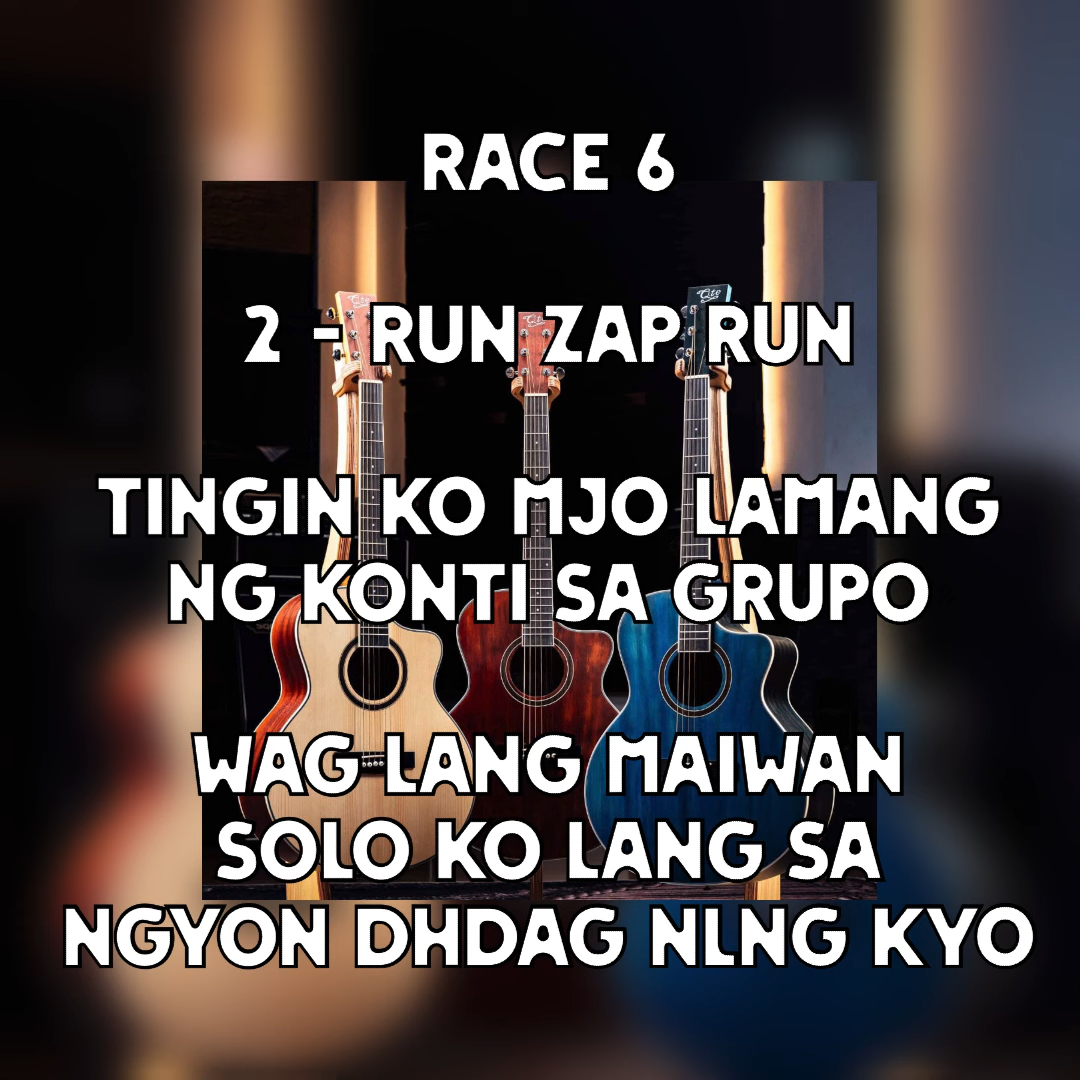 RACE 6
2 - RUN ZAP RUN
TINGIN KO MJO LAMANG
NG KONTI SA GRUPO
WAG LANG MAIWAN
SOLO KO LANG SA
NGYON DHDAG NLNG KYO